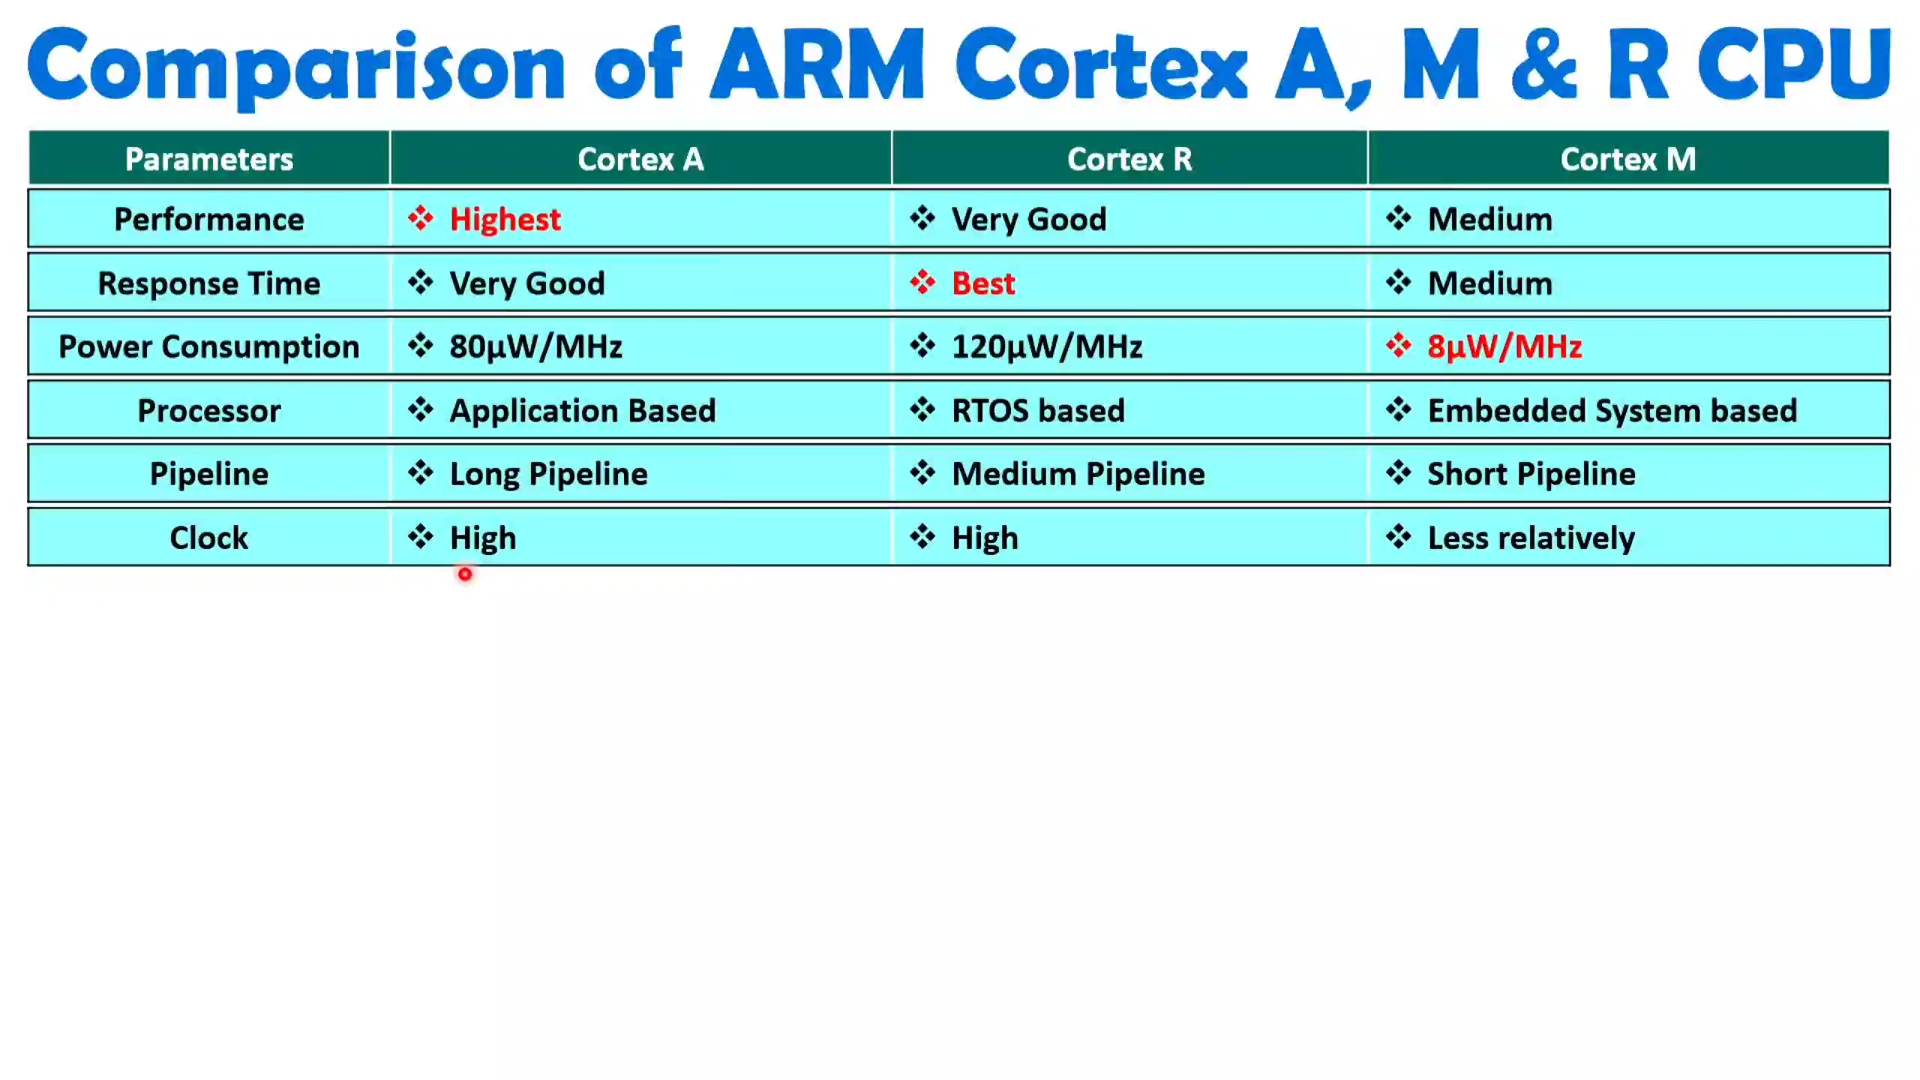 Comparison of ARM Cortex A, M & R CPU
Parameters Cortex A Cortex R Cortex M
Performance ❖ Highest ❖ Very Good ❖ Medium
Response Time ❖ Very Good ❖ Best ❖ Medium
Power Consumption ❖ 80µW/MHz ❖ 120µW/MHz ❖ 8µW/MHz
Processor ❖ Application Based ❖ RTOS based ❖ Embedded System based
Pipeline ❖ Long Pipeline ❖ Medium Pipeline ❖ Short Pipeline
Clock ❖ High ❖ High ❖ Less relatively